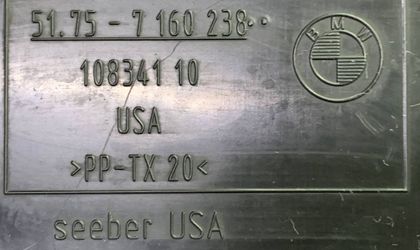 51.75 - 7 160 238..
BMW
108341 10
USA
>PP-TX 20<
seeber USA